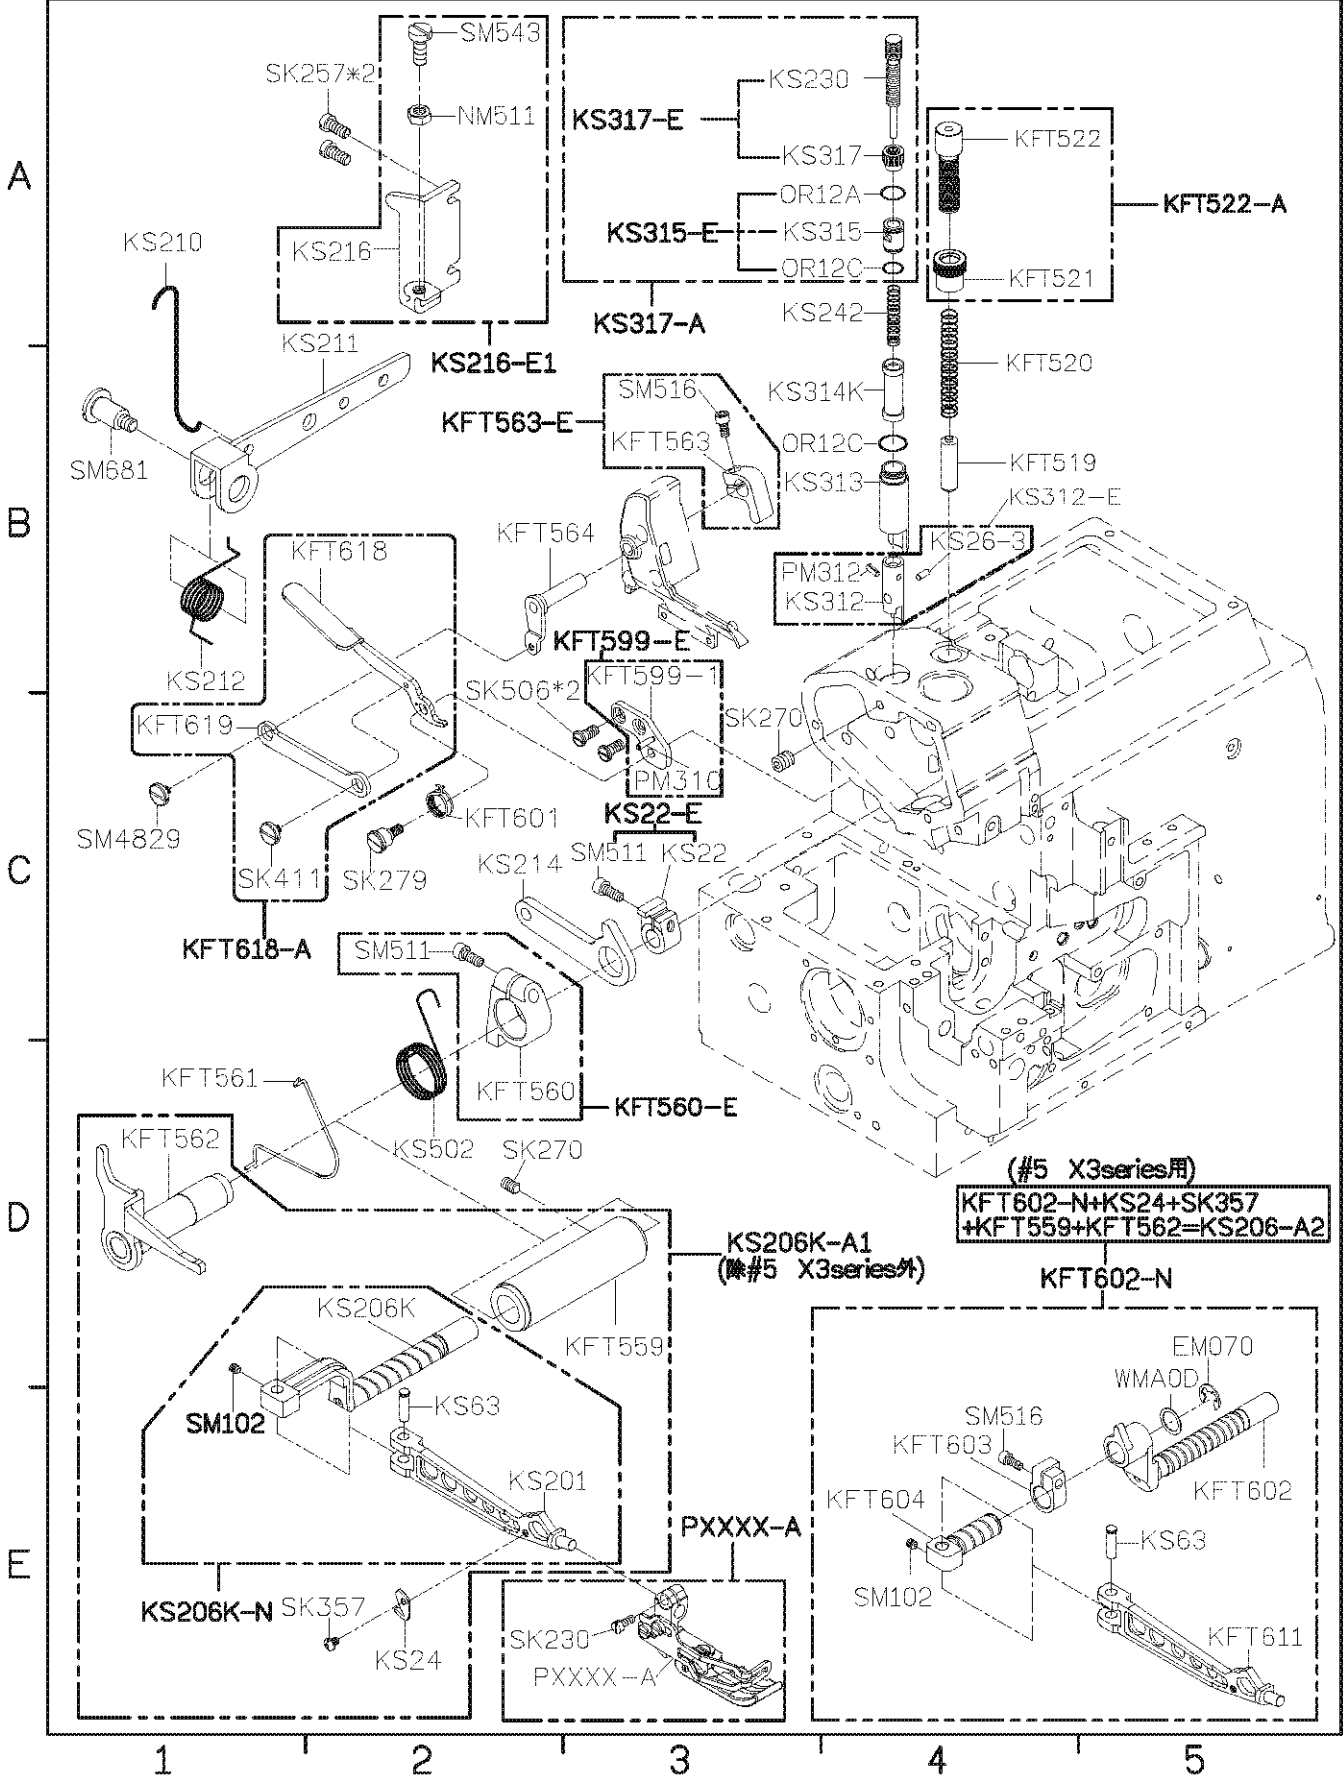 SM543
SK257*2
NM511
KS216
KS216-E1
KS210
KS211
SM681
KS212
A
B
C
D
E
KS230
KS317-E
KS317
OR12A
KS315-E
KS315
OR12C
KS317-A
KS242
KS314K
OR12C
KS313
KFT522
KFT522-A
KFT521
KFT520
KFT519
KS312-E
KS26-3
PM312
KS312
SM516
KFT563-E
KFT563
KFT564
KFT618
KFT599-E
KFT599-1
SK506*2
SK270
PM310
KFT619
SM4829
SK411
SK279
KFT601
KFT618-A
KS22-E
SM511
KS22
KS214
SM511
KFT560
KFT560-E
KFT561
KS502
SK270
KFT562
KS206K-A1
(除#5 X3series外)
KS206K
KFT559
SM102
KS63
KS201
KS206K-N
SK357
KS24
PXXXX-A
SK230
PXXXX-A
(#5 X3series用)
KFT602-N+KS24+SK357
+KFT559+KFT562=KS206-A2
KFT602-N
EM070
WMA0D
SM516
KFT603
KFT602
KFT604
KS63
SM102
KFT611
1
2
3
4
5